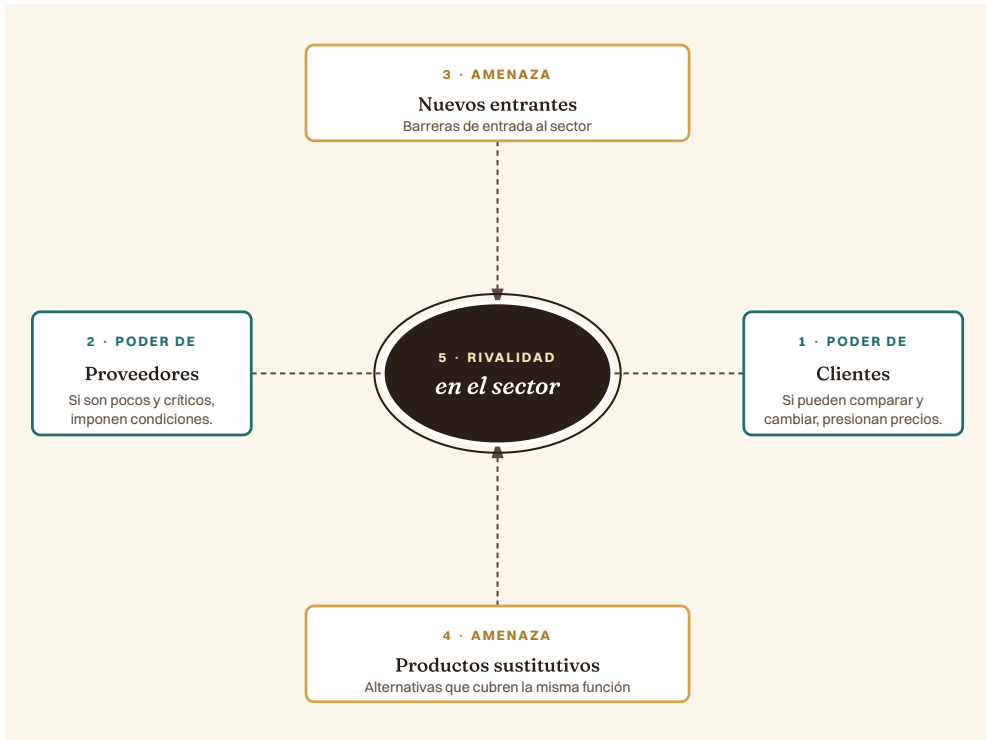 3 · AMENAZA
Nuevos entrantes
Barreras de entrada al sector
2 · PODER DE
Proveedores
Si son pocos y críticos,
imponen condiciones.
5 · RIVALIDAD
en el sector
1 · PODER DE
Clientes
Si pueden comparar y
cambiar, presionan precios.
4 · AMENAZA
Productos sustitutivos
Alternativas que cubren la misma función